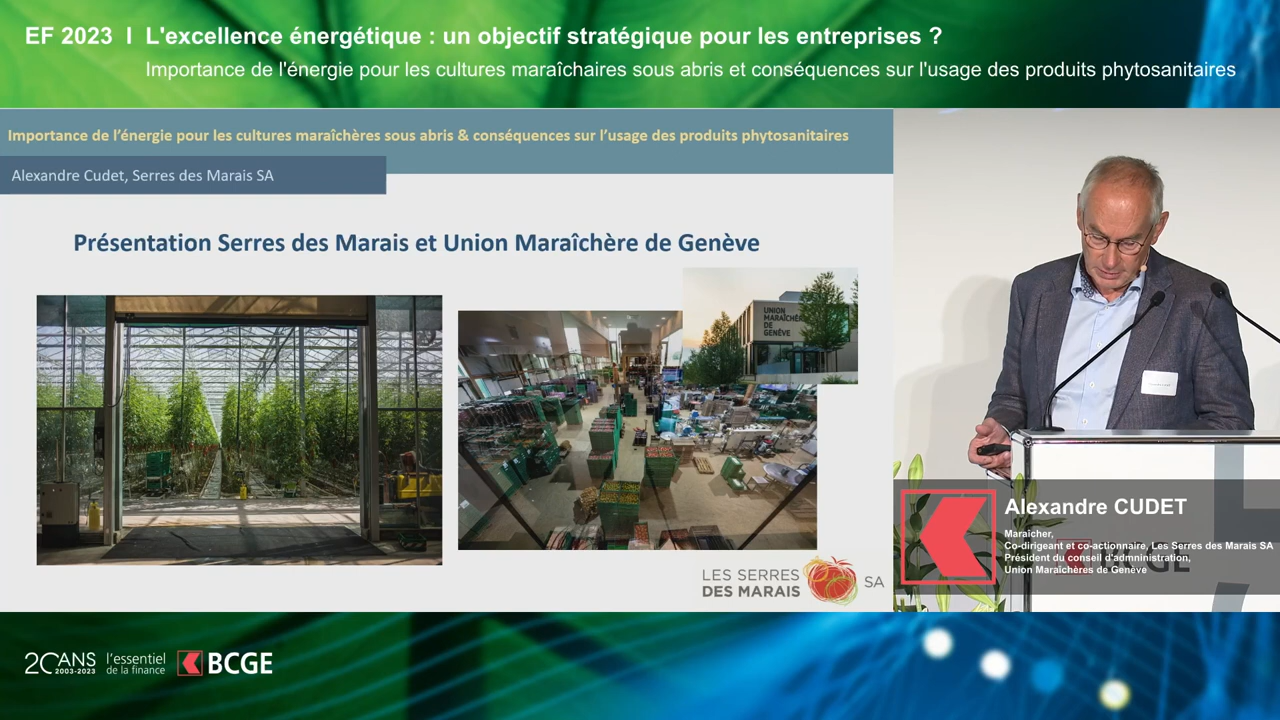 EF 2023 I L'excellence énergétique : un objectif stratégique pour les entreprises ?
Importance de l'énergie pour les cultures maraîchaires sous abris et conséquences sur l'usage des produits phytosanitaires
Importance de l'énergie pour les cultures maraîchères sous abris & conséquences sur l'usage des produits phytosanitaires
Alexandre Cudet, Serres des Marais SA
Présentation Serres des Marais et Union Maraîchère de Genève
UNION
MARAÎCHÈRE
DE
GENÈVE
LES SERRES
DES MARAIS
SA
Alexandre CUDET
Maraicher,
Co-dirigeant et co-actionnaire, Les Serres des Marais SA
Président du conseil d'admninistration,
Union Maraichères de Genève
BCGE
20 ANS
2003-2023
l'essentiel
de la finance
BCGE